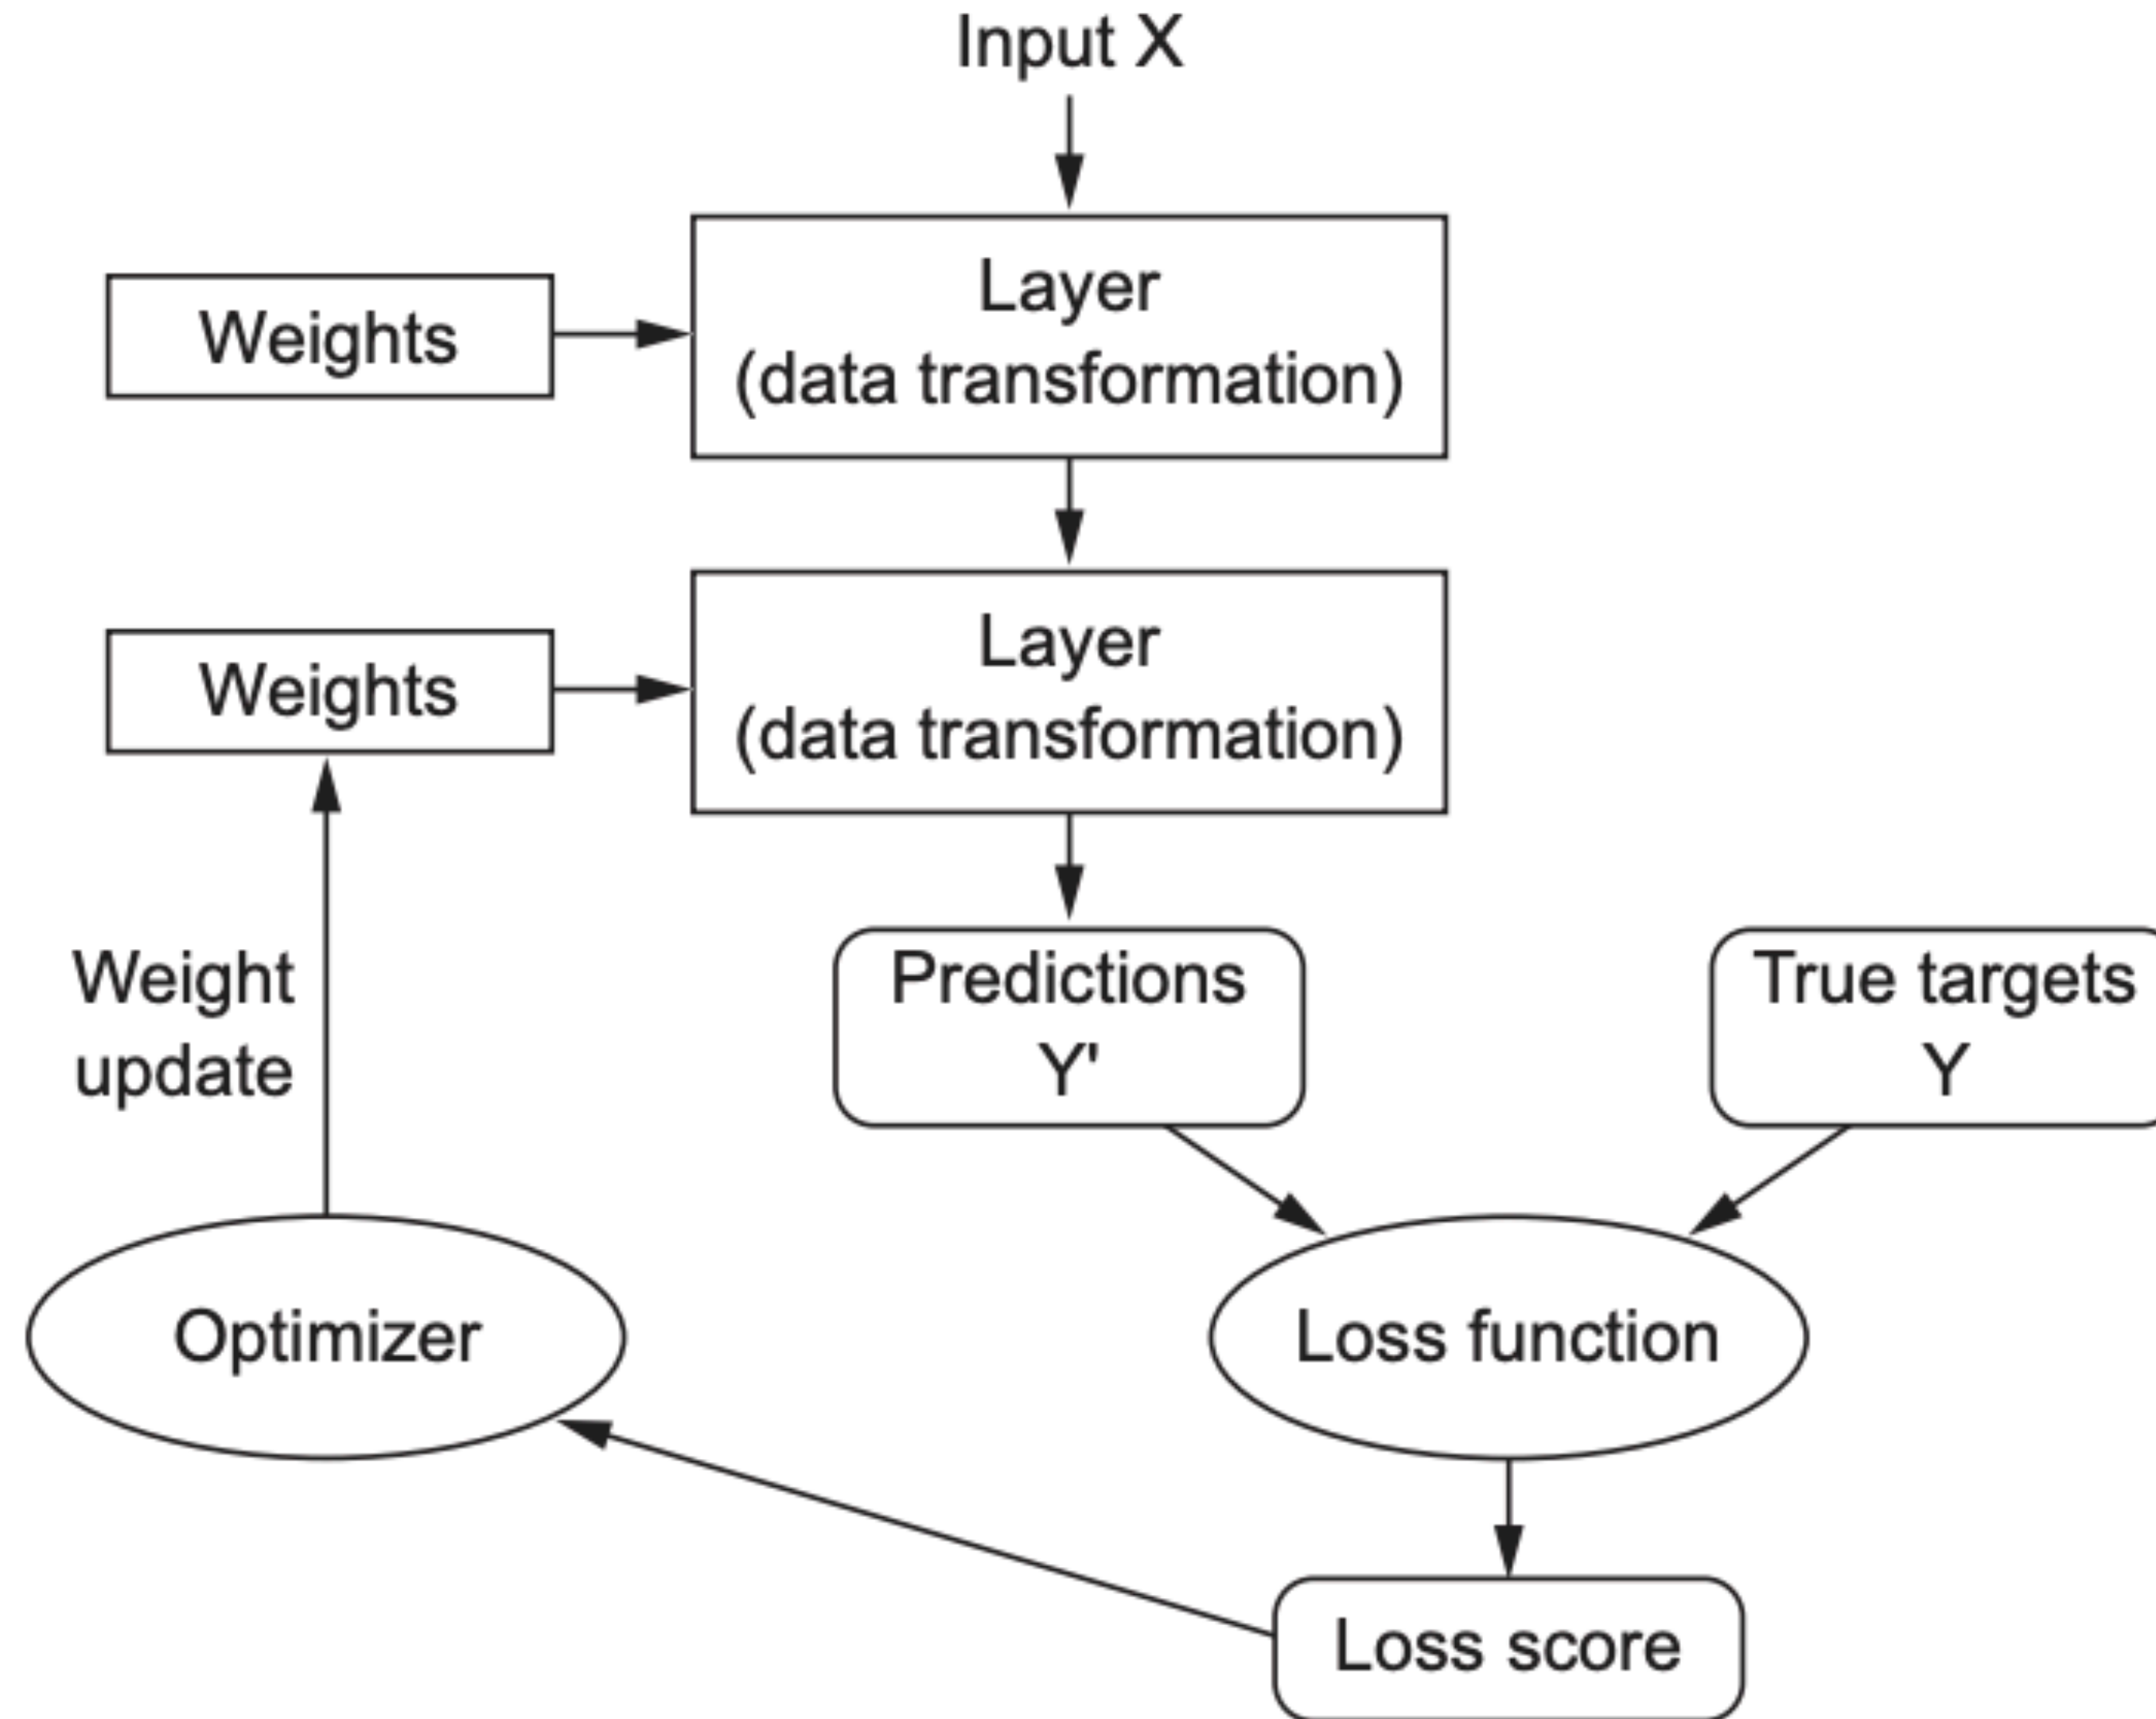 Input X
Weights
Layer
(data transformation)
Weights
Layer
(data transformation)
Weight
update
Predictions
Y'
True targets
Y
Optimizer
Loss function
Loss score